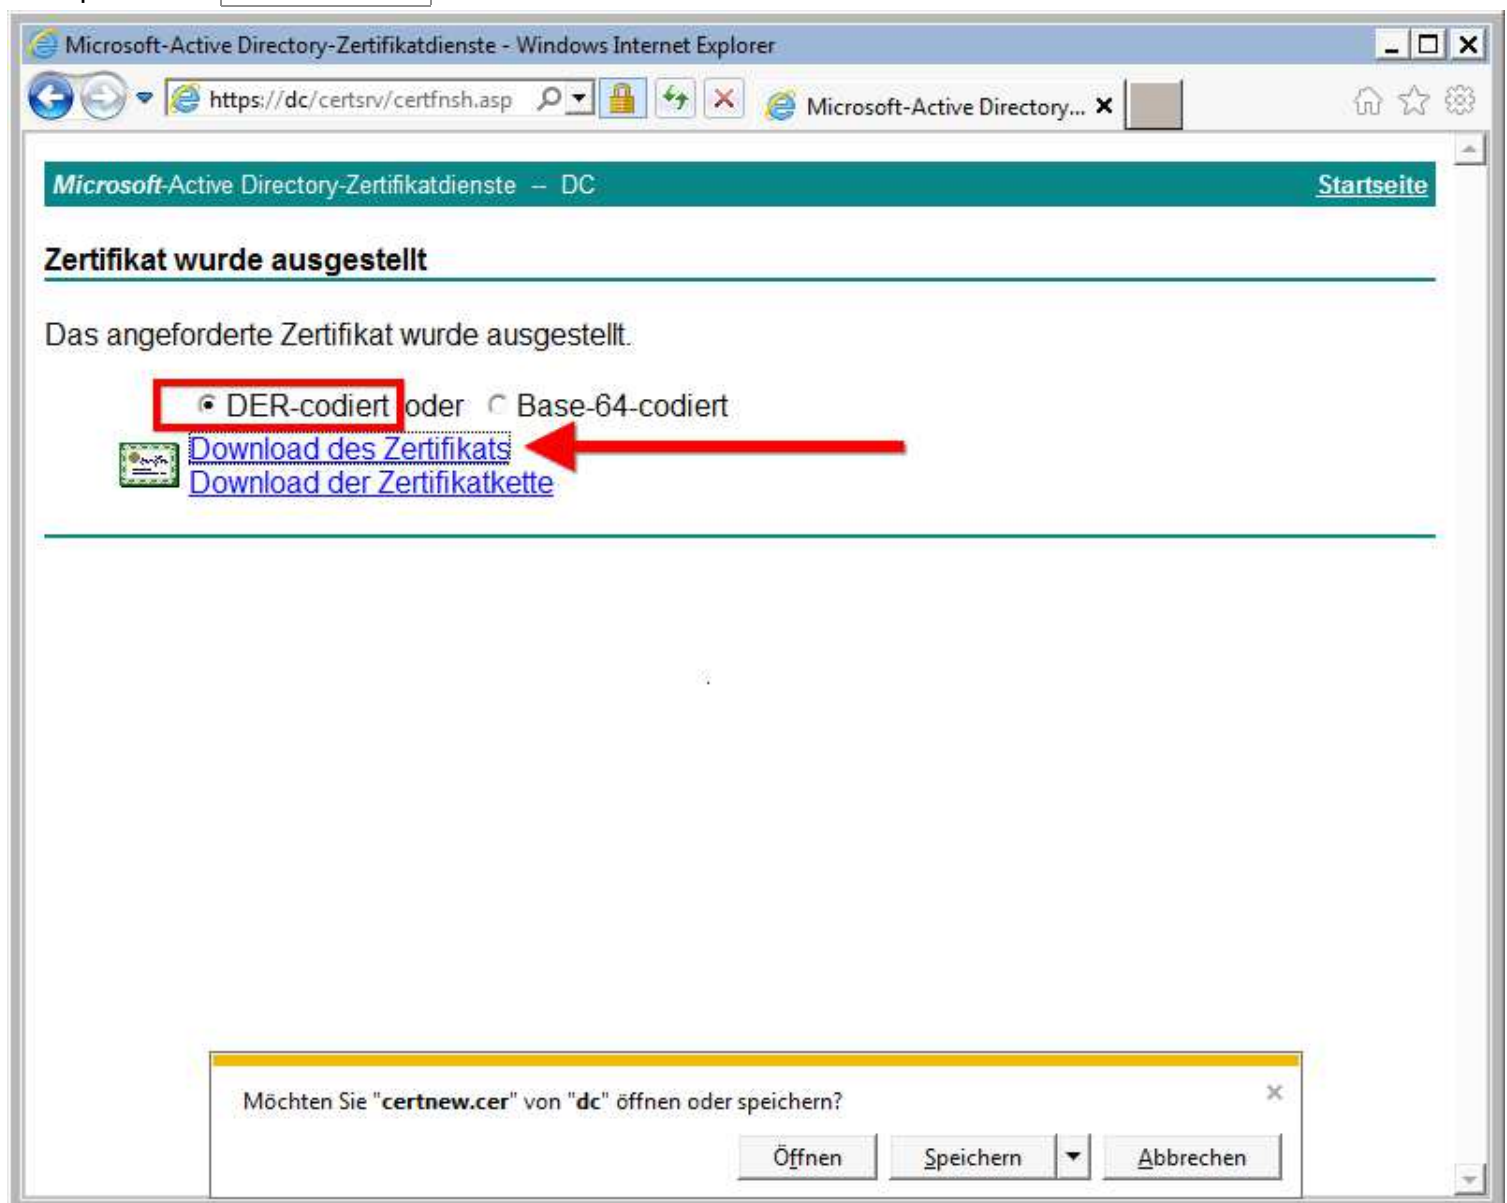 Microsoft-Active Directory-Zertifikatdienste - Windows Internet Explorer
https://dc/certsrv/certfnsh.asp
Microsoft-Active Directory...
Microsoft-Active Directory-Zertifikatdienste -- DC
Startseite
Zertifikat wurde ausgestellt
Das angeforderte Zertifikat wurde ausgestellt.
DER-codiert oder Base-64-codiert
Download des Zertifikats
Download der Zertifikatkette
Möchten Sie "certnew.cer" von "dc" öffnen oder speichern?
Öffnen Speichern Abbrechen